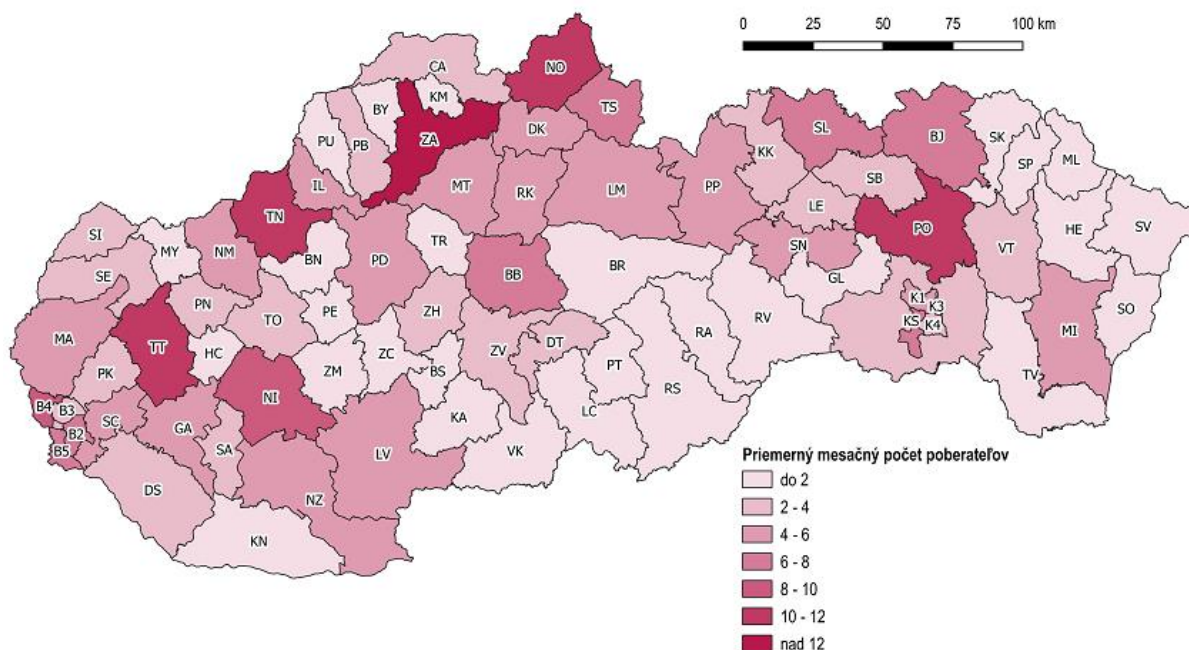 0 25 50 75 100 km
CA
NO
KM
BY
TS
PU
PB
ZA
DK
SL
BJ
SK
SP
ML
KK
IL
MT
RK
LM
PP
SB
LE
TN
PO
HE
SV
SI
MY
NM
BN
PD
TR
BB
BR
SN
GL
VT
SE
PN
TO
PE
ZH
K1
K3
KS
K4
MI
SO
MA
TT
HC
ZM
ZC
BS
ZV
DT
PT
RA
RV
TV
PK
NI
KA
LC
RS
B4
B3
SC
B2
B5
GA
SA
LV
VK
DS
NZ
KN
Priemerný mesačný počet poberateľov
do 2
2 - 4
4 - 6
6 - 8
8 - 10
10 - 12
nad 12